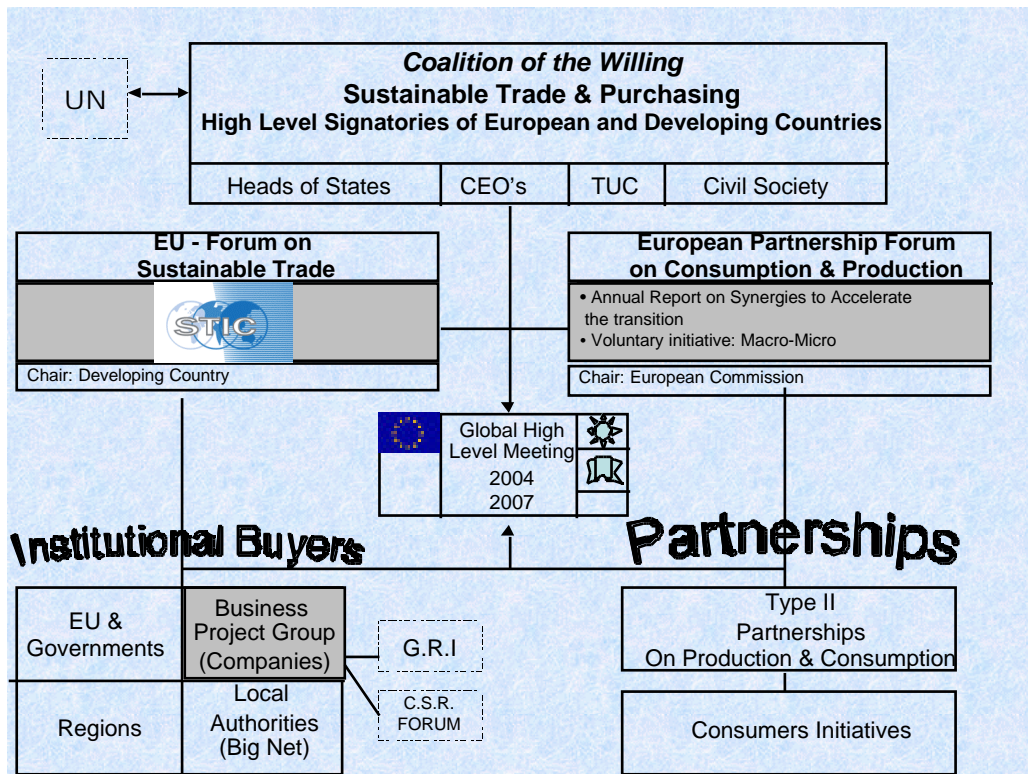 UN
Coalition of the Willing
Sustainable Trade & Purchasing
High Level Signatories of European and Developing Countries
Heads of States
CEO's
TUC
Civil Society
EU - Forum on
Sustainable Trade
STIC
Chair: Developing Country
European Partnership Forum
on Consumption & Production
• Annual Report on Synergies to Accelerate
the transition
• Voluntary initiative: Macro-Micro
Chair: European Commission
Global High
Level Meeting
2004
2007
Institutional Buyers
Partnerships
EU &
Governments
Business
Project Group
(Companies)
G.R.I
C.S.R.
FORUM
Regions
Local
Authorities
(Big Net)
Type II
Partnerships
On Production & Consumption
Consumers Initiatives